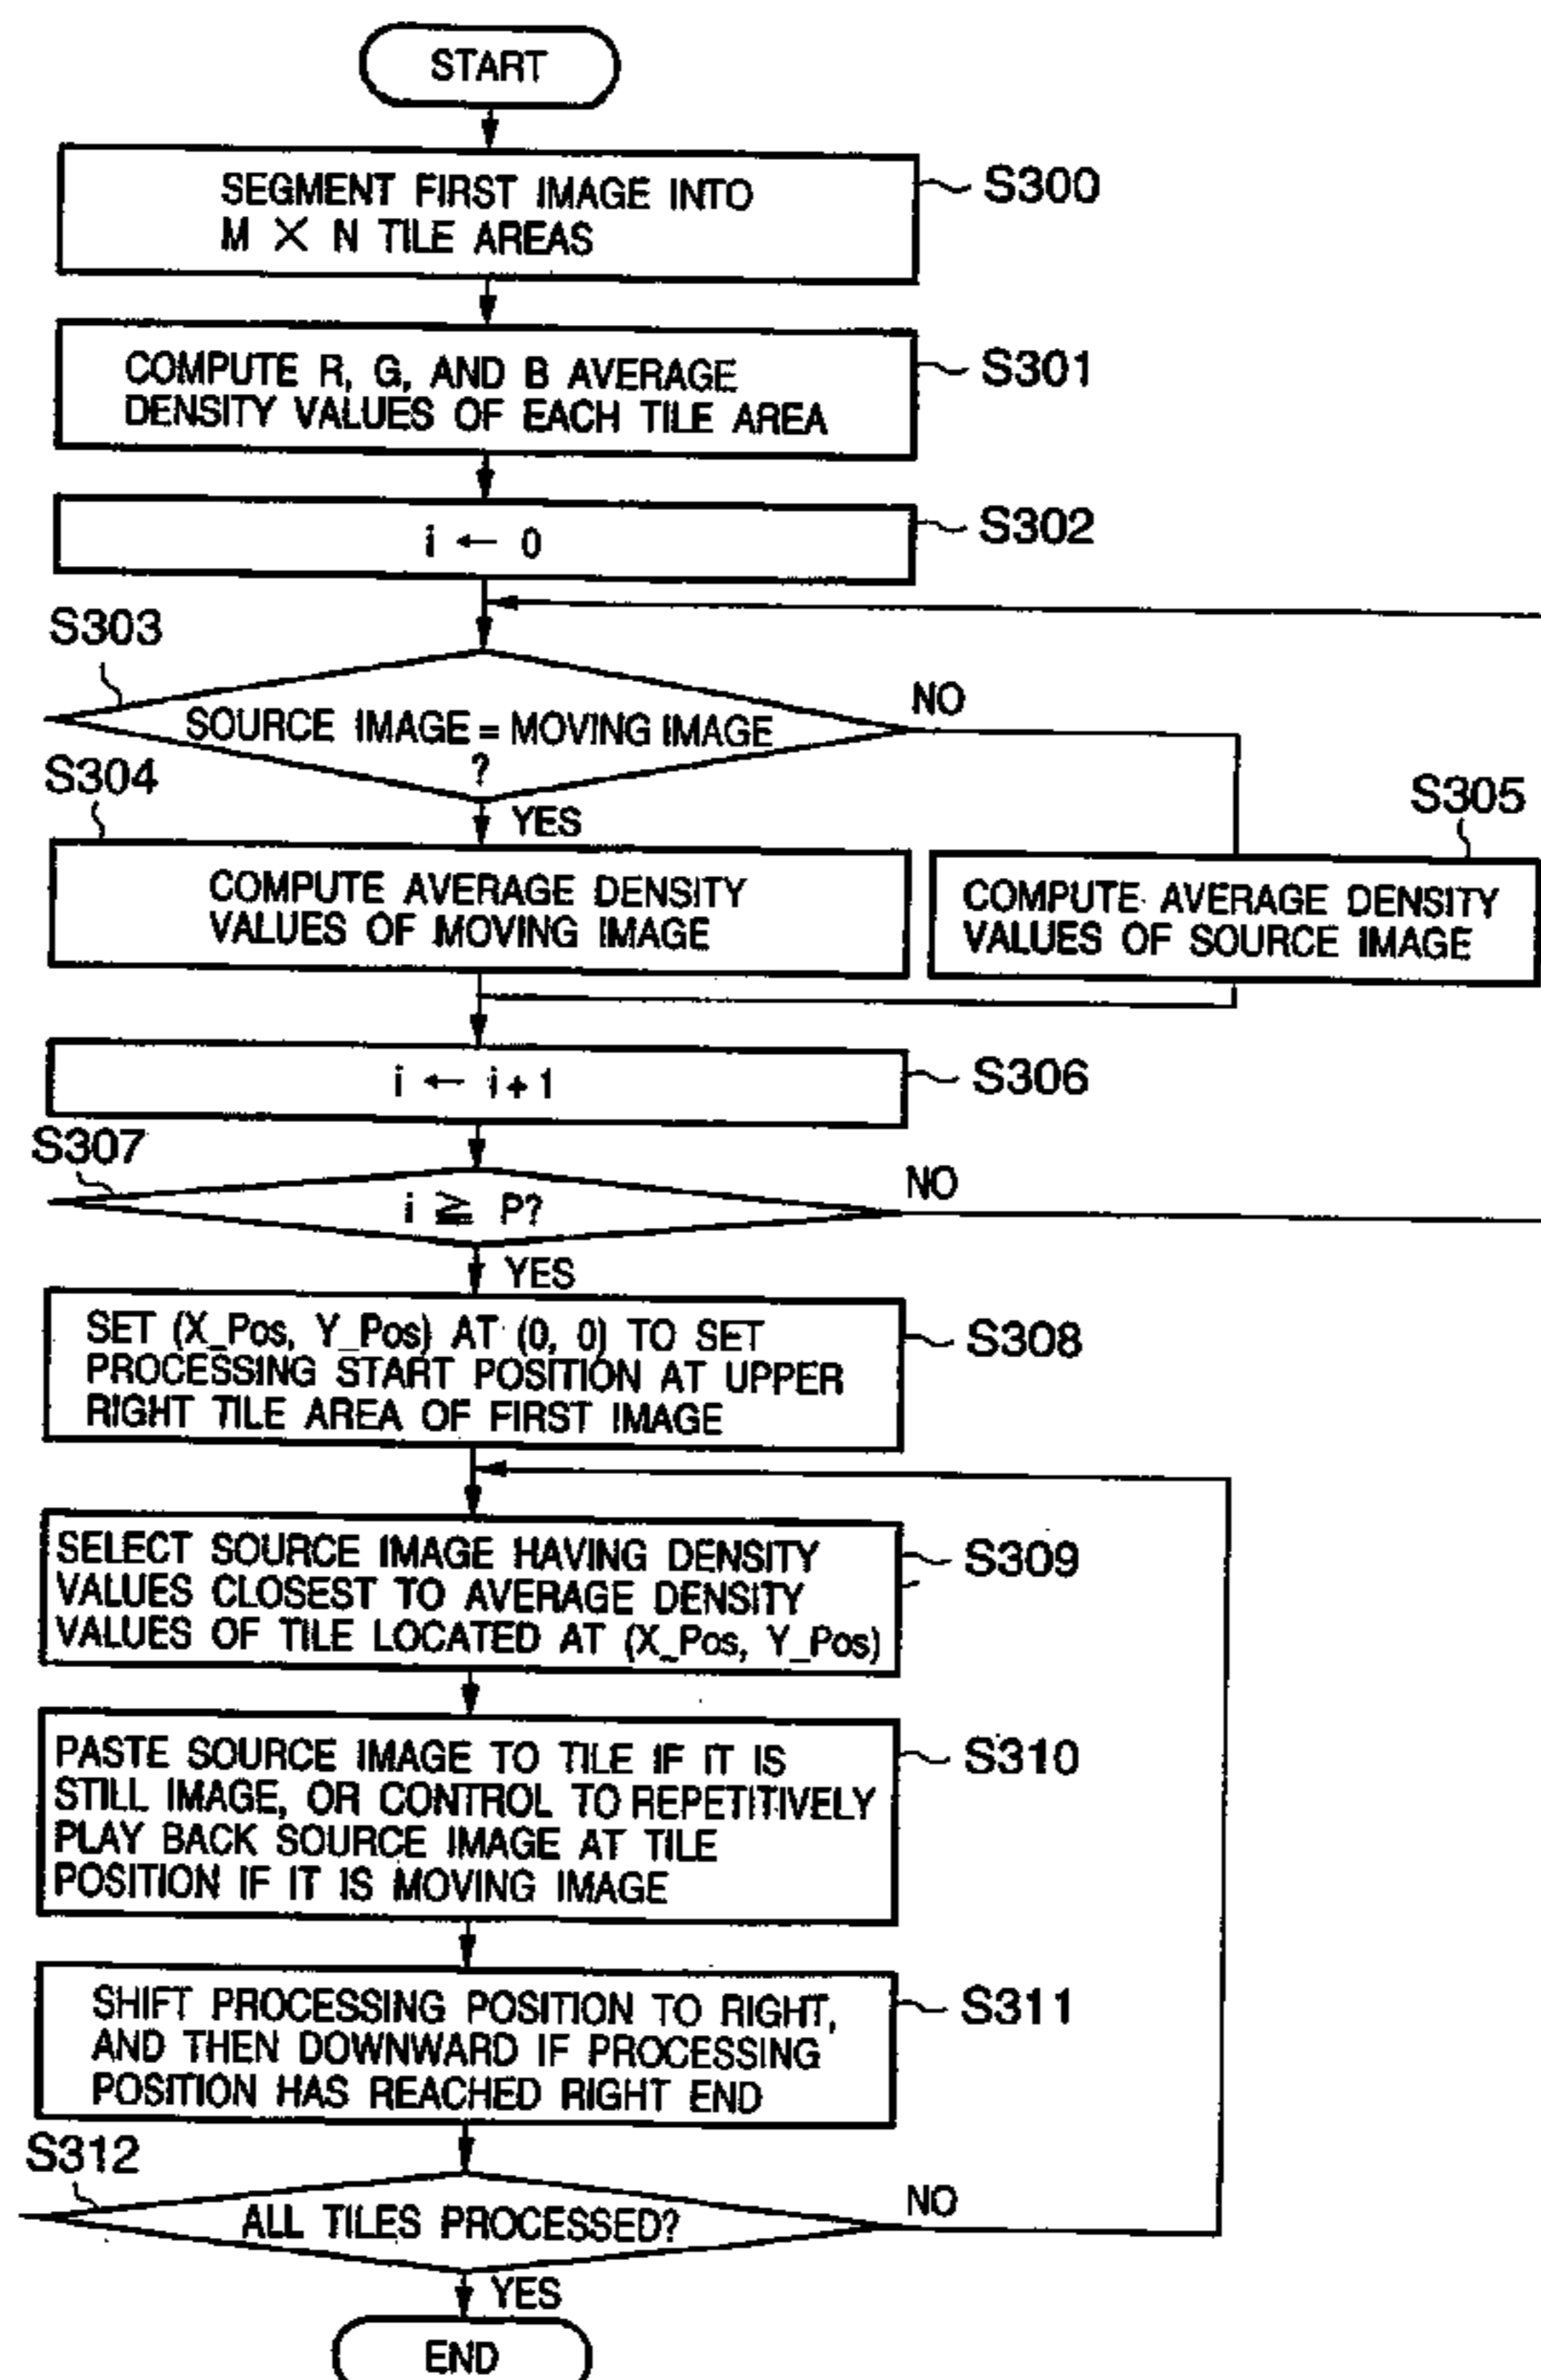 START
SEGMENT FIRST IMAGE INTO
M × N TILE AREAS
S300
COMPUTE R, G, AND B AVERAGE
DENSITY VALUES OF EACH TILE AREA
S301
i ← 0
S302
S303
SOURCE IMAGE = MOVING IMAGE
?
NO
YES
S304
COMPUTE AVERAGE DENSITY
VALUES OF MOVING IMAGE
S305
COMPUTE AVERAGE DENSITY
VALUES OF SOURCE IMAGE
i ← i + 1
S306
S307
i ≧ P?
NO
YES
SET (X_Pos, Y_Pos) AT (0, 0) TO SET
PROCESSING START POSITION AT UPPER
RIGHT TILE AREA OF FIRST IMAGE
S308
SELECT SOURCE IMAGE HAVING DENSITY
VALUES CLOSEST TO AVERAGE DENSITY
VALUES OF TILE LOCATED AT (X_Pos, Y_Pos)
S309
PASTE SOURCE IMAGE TO TILE IF IT IS
STILL IMAGE, OR CONTROL TO REPETITIVELY
PLAY BACK SOURCE IMAGE AT TILE
POSITION IF IT IS MOVING IMAGE
S310
SHIFT PROCESSING POSITION TO RIGHT,
AND THEN DOWNWARD IF PROCESSING
POSITION HAS REACHED RIGHT END
S311
S312
ALL TILES PROCESSED?
NO
YES
END